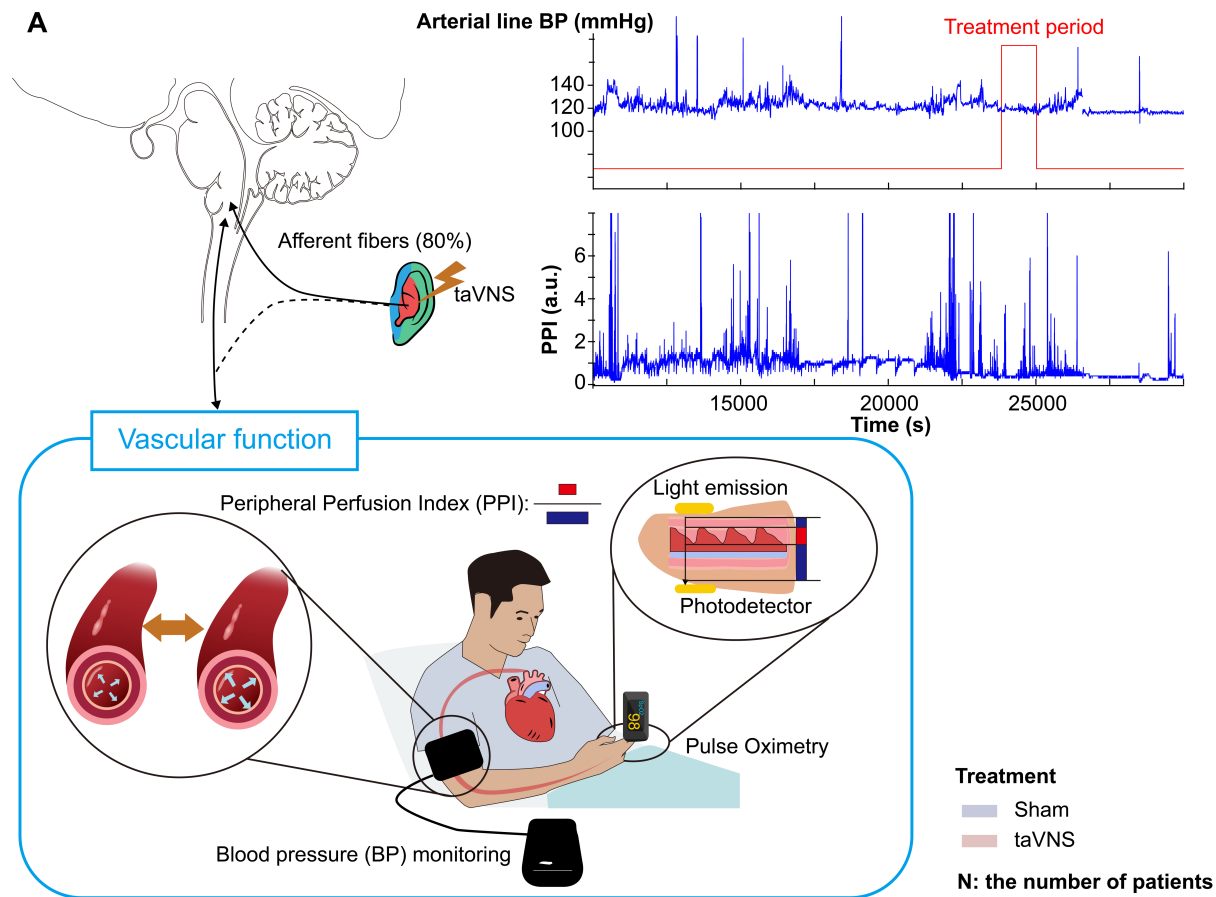 A
Arterial line BP (mmHg)
Treatment period
140
120
100
Afferent fibers (80%)
taVNS
PPI (a.u.)
6
4
2
0
15000
20000
25000
Time (s)
Vascular function
Peripheral Perfusion Index (PPI):
Light emission
Photodetector
98
Pulse Oximetry
Blood pressure (BP) monitoring
Treatment
Sham
taVNS
N: the number of patients